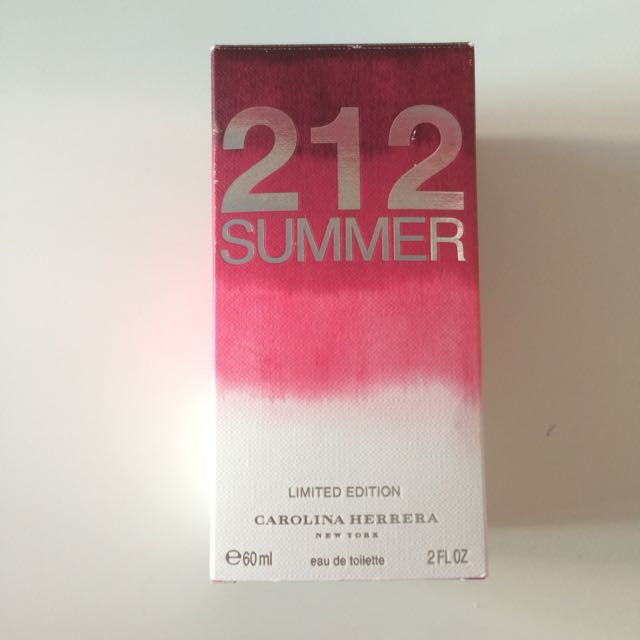 212
SUMMER
LIMITED EDITION
CAROLINA HERRERA
NEW YORK
℮60 ml eau de toilette 2 FL OZ